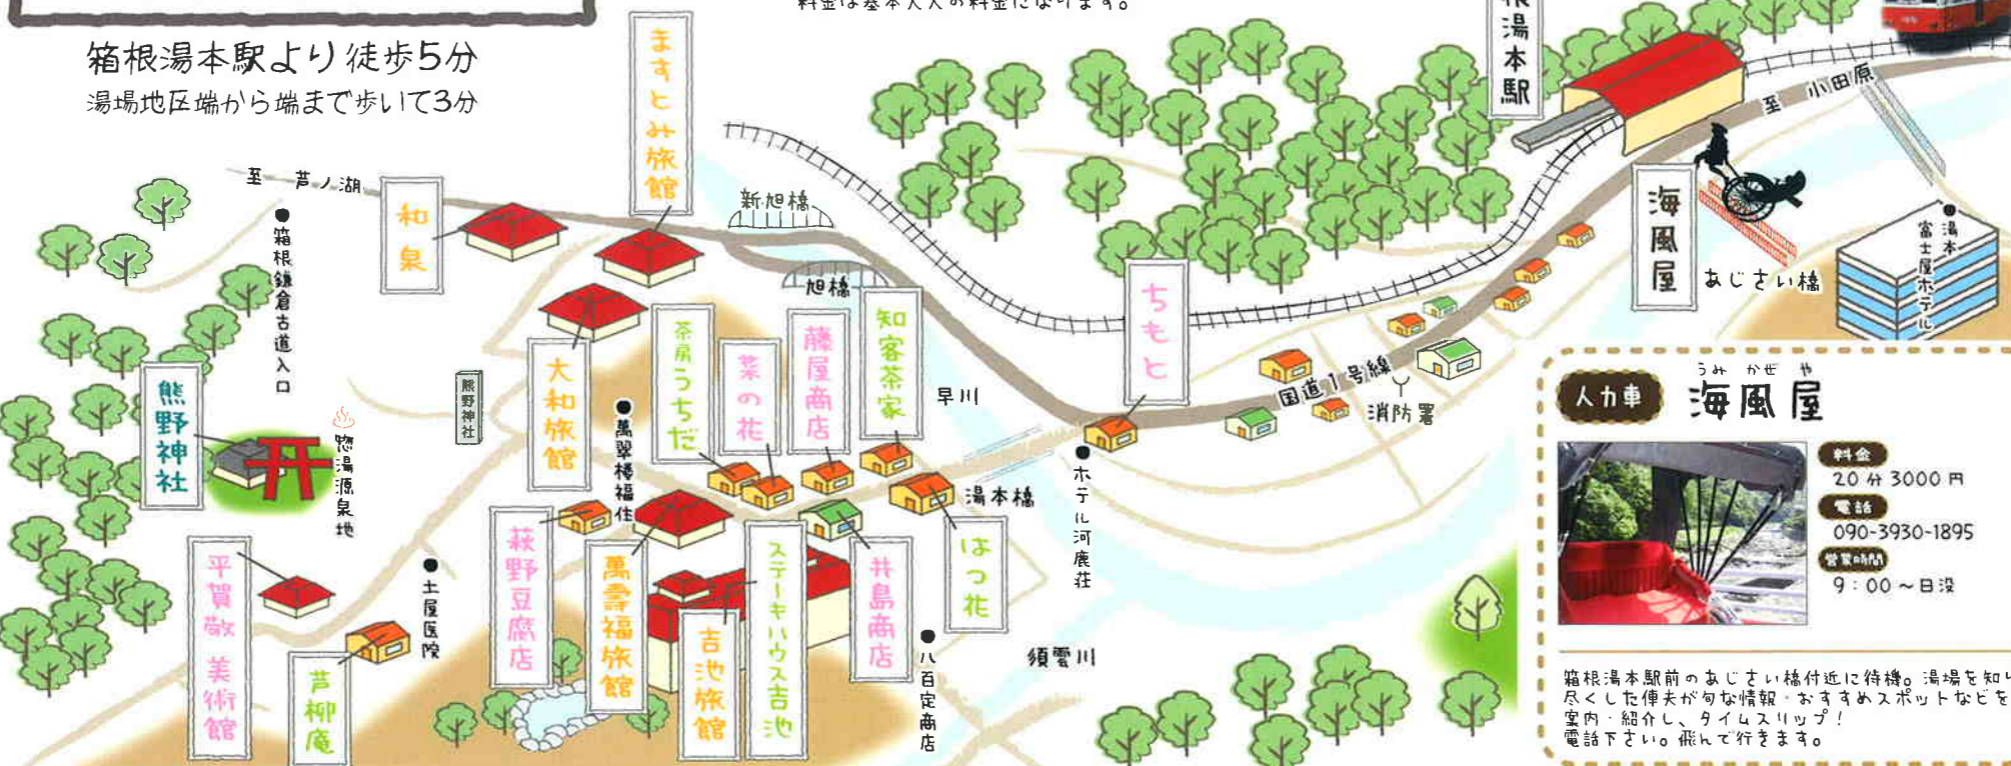 料金は基本大人の料金になります。
箱根湯本駅より徒歩5分
湯場地区端から端まで歩いて3分
至 芦ノ湖
箱根鎌倉古道入口
和泉
ますとみ旅館
新旭橋
旭橋
根湯本駅
至 小田原
海風屋
あじさい橋
湯本富士屋ホテル
熊野神社
惣湯源泉地
熊野神社
大和旅館
萬翠楼福住
茶房うちだ
菜の花
藤屋商店
知客茶家
早川
湯本橋
ちもと
国道1号線
消防署
ホテル河鹿荘
平賀敬 美術館
芦柳庵
土屋医院
萩野豆腐店
萬壽福旅館
吉池旅館
ステーキハウス吉池
井島商店
はつ花
八百定商店
須雲川
人力車
うみ かぜ や
海風屋
料金
20分 3000円
電話
090-3930-1895
営業時間
9:00～日没
箱根湯本駅前のあじさい橋付近に待機。湯場を知り
尽くした俥夫が旬な情報・おすすめスポットなどを
案内・紹介し、タイムスリップ!
電話下さい。飛んで行きます。